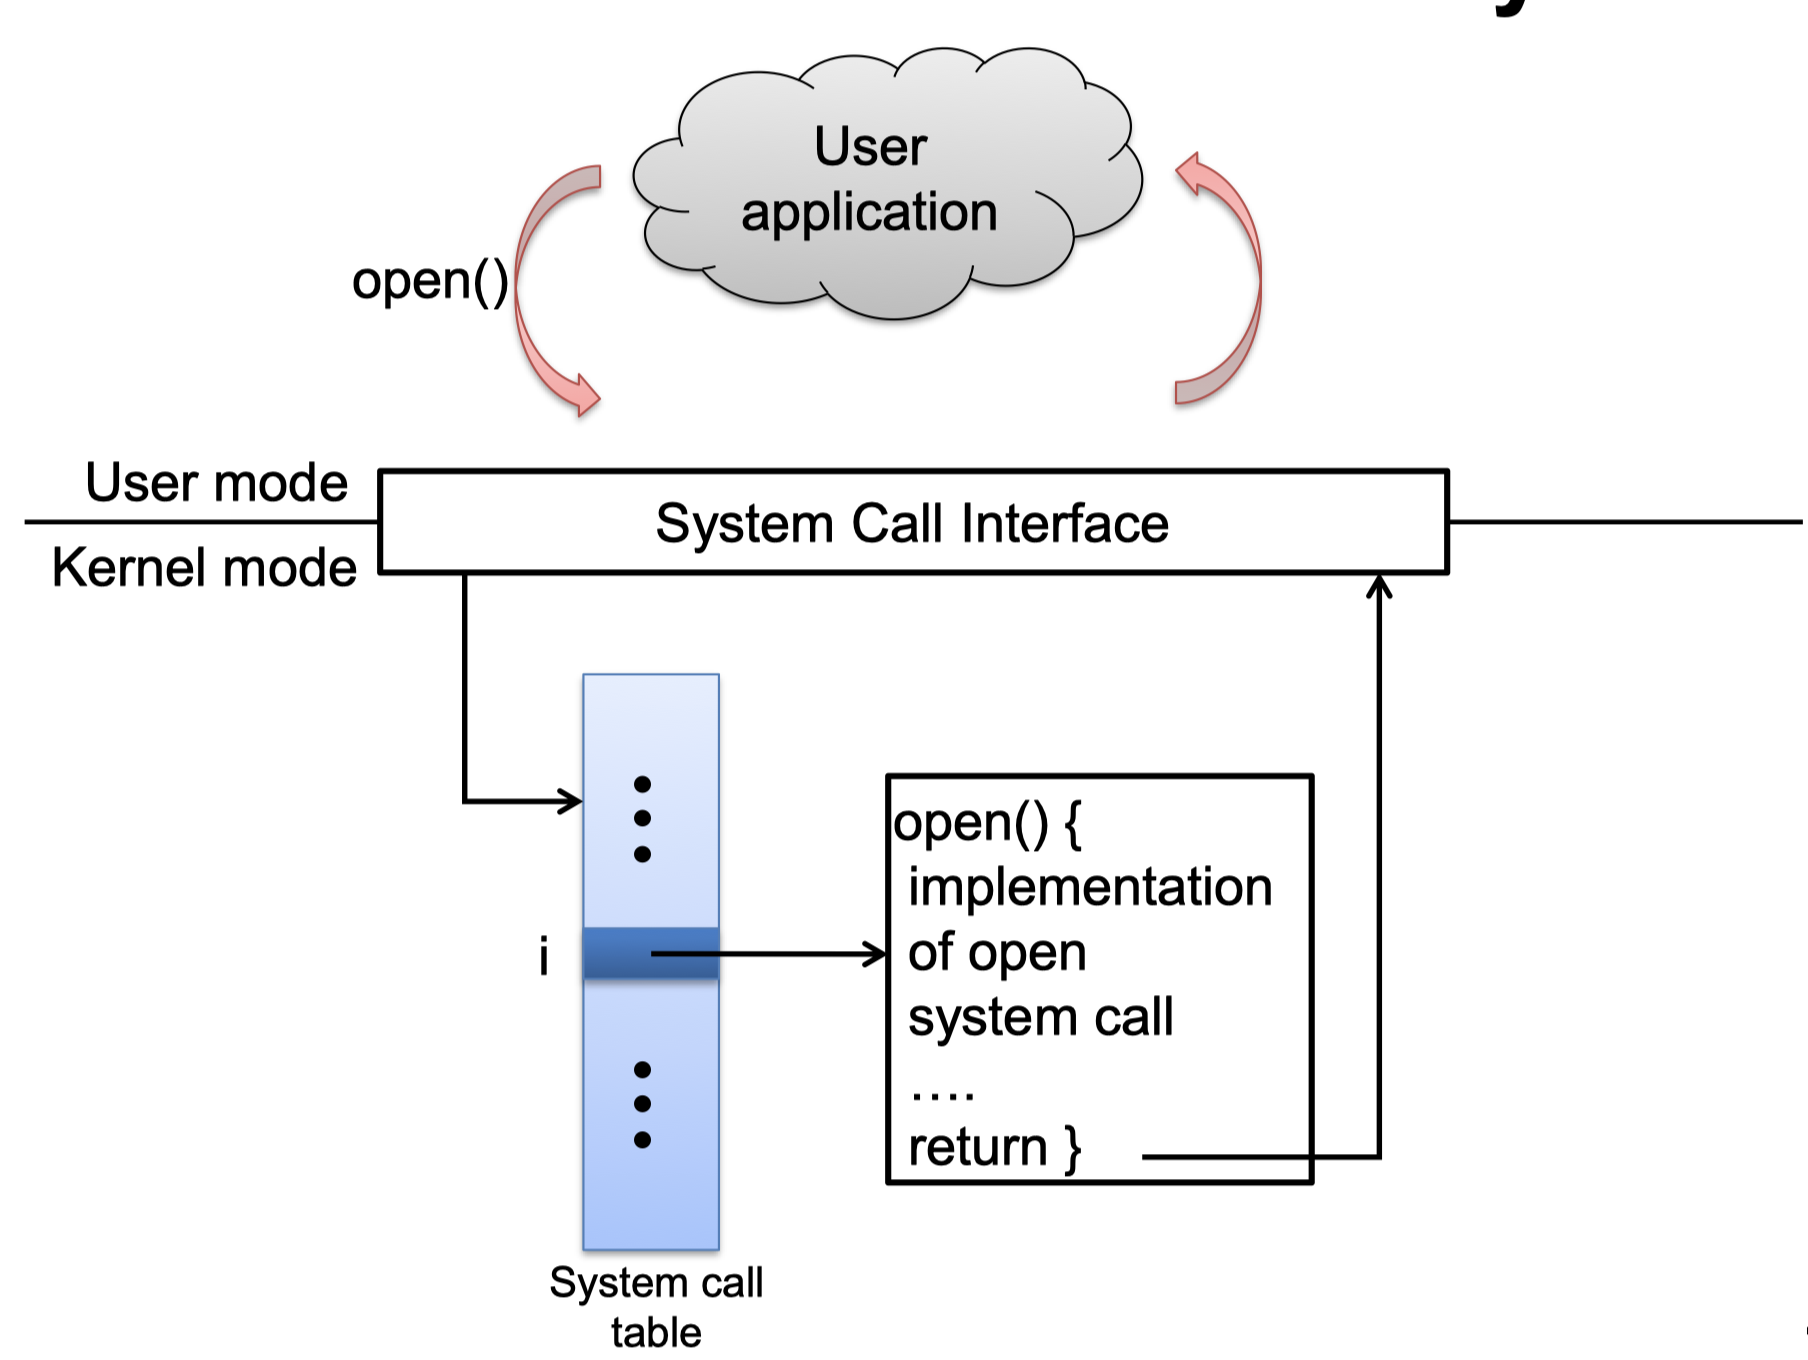 User
application
open()
User mode
System Call Interface
Kernel mode
open() {
implementation
i
of open
system call
....
return }
System call
table